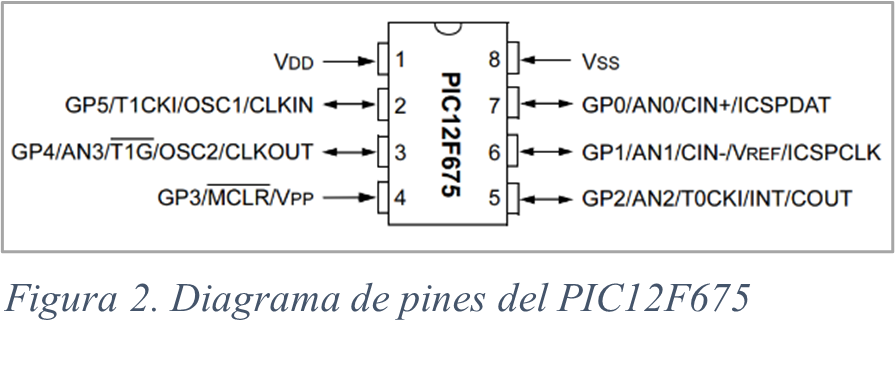 VDD 1 8 VSS
GP5/T1CKI/OSC1/CLKIN 2 7 GP0/AN0/CIN+/ICSPDAT
GP4/AN3/T1G/OSC2/CLKOUT 3 6 GP1/AN1/CIN-/VREF/ICSPCLK
GP3/MCLR/VPP 4 5 GP2/AN2/T0CKI/INT/COUT
PIC12F675
Figura 2. Diagrama de pines del PIC12F675